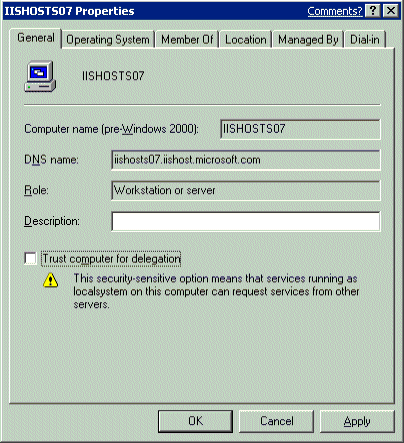 IISHOSTS07 Properties
Comments? ? X
General Operating System Member Of Location Managed By Dial-in
IISHOSTS07
Computer name (pre-Windows 2000): IISHOSTS07
DNS name: iishosts07.iishost.microsoft.com
Role: Workstation or server
Description:
Trust computer for delegation
This security-sensitive option means that services running as
localsystem on this computer can request services from other
servers.
OK Cancel Apply